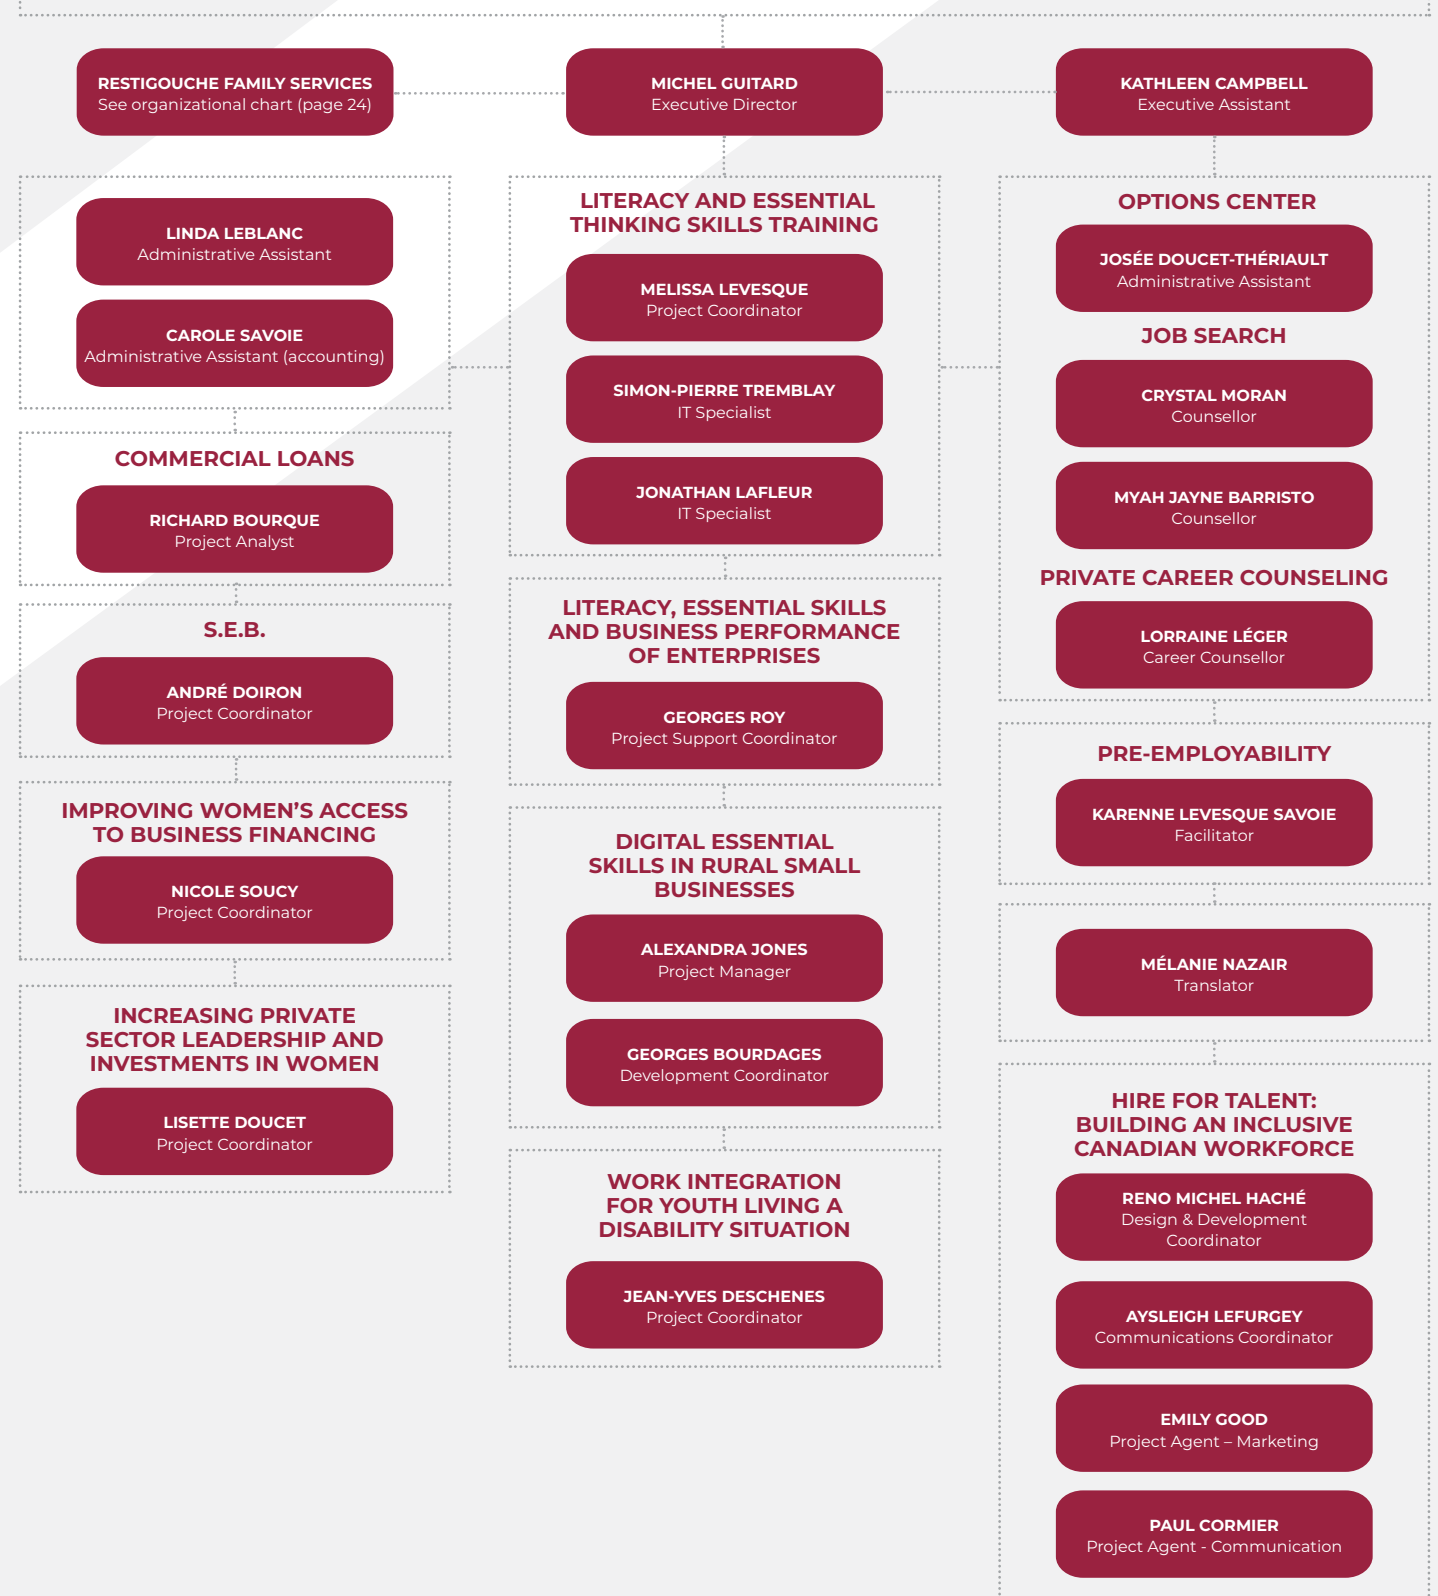 RESTIGOUCHE FAMILY SERVICES
See organizational chart (page 24)
MICHEL GUITARD
Executive Director
KATHLEEN CAMPBELL
Executive Assistant
LINDA LEBLANC
Administrative Assistant
CAROLE SAVOIE
Administrative Assistant (accounting)
COMMERCIAL LOANS
RICHARD BOURQUE
Project Analyst
S.E.B.
ANDRÉ DOIRON
Project Coordinator
IMPROVING WOMEN’S ACCESS
TO BUSINESS FINANCING
NICOLE SOUCY
Project Coordinator
INCREASING PRIVATE
SECTOR LEADERSHIP AND
INVESTMENTS IN WOMEN
LISETTE DOUCET
Project Coordinator
LITERACY AND ESSENTIAL
THINKING SKILLS TRAINING
MELISSA LEVESQUE
Project Coordinator
SIMON-PIERRE TREMBLAY
IT Specialist
JONATHAN LAFLEUR
IT Specialist
LITERACY, ESSENTIAL SKILLS
AND BUSINESS PERFORMANCE
OF ENTERPRISES
GEORGES ROY
Project Support Coordinator
DIGITAL ESSENTIAL
SKILLS IN RURAL SMALL
BUSINESSES
ALEXANDRA JONES
Project Manager
GEORGES BOURDAGES
Development Coordinator
WORK INTEGRATION
FOR YOUTH LIVING A
DISABILITY SITUATION
JEAN-YVES DESCHENES
Project Coordinator
OPTIONS CENTER
JOSÉE DOUCET-THÉRIAULT
Administrative Assistant
JOB SEARCH
CRYSTAL MORAN
Counsellor
MYAH JAYNE BARRISTO
Counsellor
PRIVATE CAREER COUNSELING
LORRAINE LÉGER
Career Counsellor
PRE-EMPLOYABILITY
KARENNE LEVESQUE SAVOIE
Facilitator
MÉLANIE NAZAIR
Translator
HIRE FOR TALENT:
BUILDING AN INCLUSIVE
CANADIAN WORKFORCE
RENO MICHEL HACHÉ
Design & Development
Coordinator
AYSLEIGH LEFURGEY
Communications Coordinator
EMILY GOOD
Project Agent – Marketing
PAUL CORMIER
Project Agent - Communication